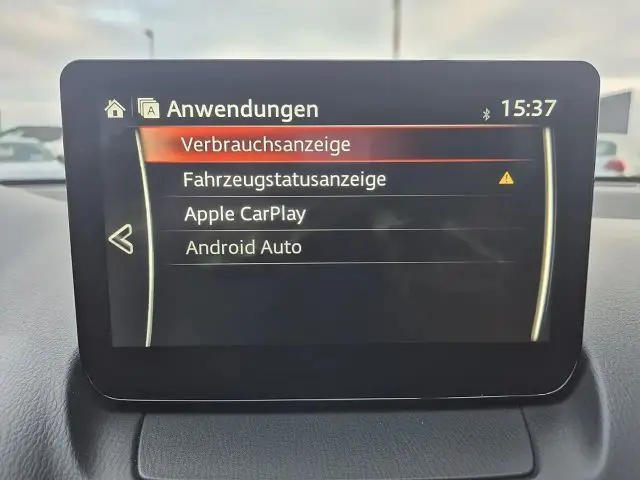 A Anwendungen 15:37
Verbrauchsanzeige
Fahrzeugstatusanzeige
Apple CarPlay
Android Auto